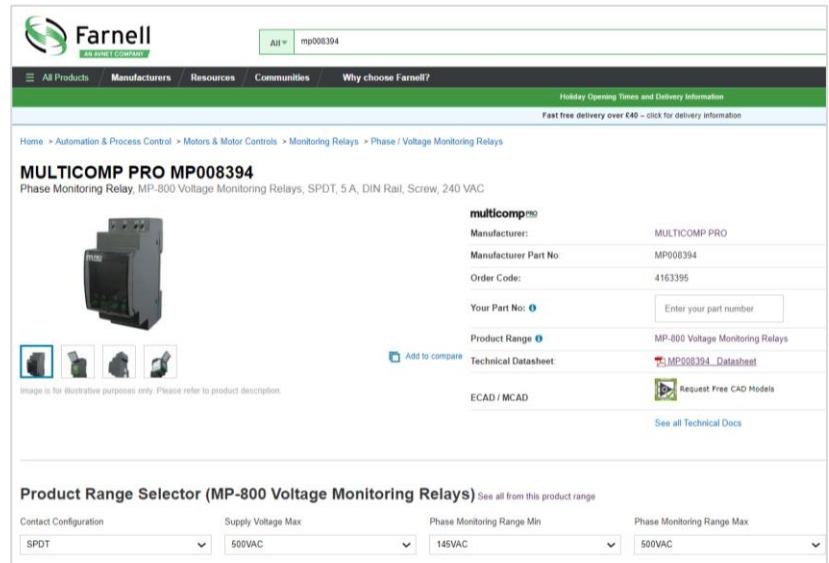 Farnell
AN AVNET COMPANY
All mp008394
All Products Manufacturers Resources Communities Why choose Farnell?
Holiday Opening Times and Delivery Information
Fast free delivery over £40 – click for delivery information
Home > Automation & Process Control > Motors & Motor Controls > Monitoring Relays > Phase / Voltage Monitoring Relays
MULTICOMP PRO MP008394
Phase Monitoring Relay, MP-800 Voltage Monitoring Relays, SPDT, 5 A, DIN Rail, Screw, 240 VAC
multicomp PRO
Manufacturer: MULTICOMP PRO
Manufacturer Part No MP008394
Order Code: 4163395
Your Part No: Enter your part number
Product Range MP-800 Voltage Monitoring Relays
Add to compare
Technical Datasheet: MP008394 Datasheet
ECAD / MCAD Request Free CAD Models
See all Technical Docs
Image is for illustrative purposes only. Please refer to product description.
Product Range Selector (MP-800 Voltage Monitoring Relays) See all from this product range
Contact Configuration Supply Voltage Max Phase Monitoring Range Min Phase Monitoring Range Max
SPDT 500VAC 145VAC 500VAC